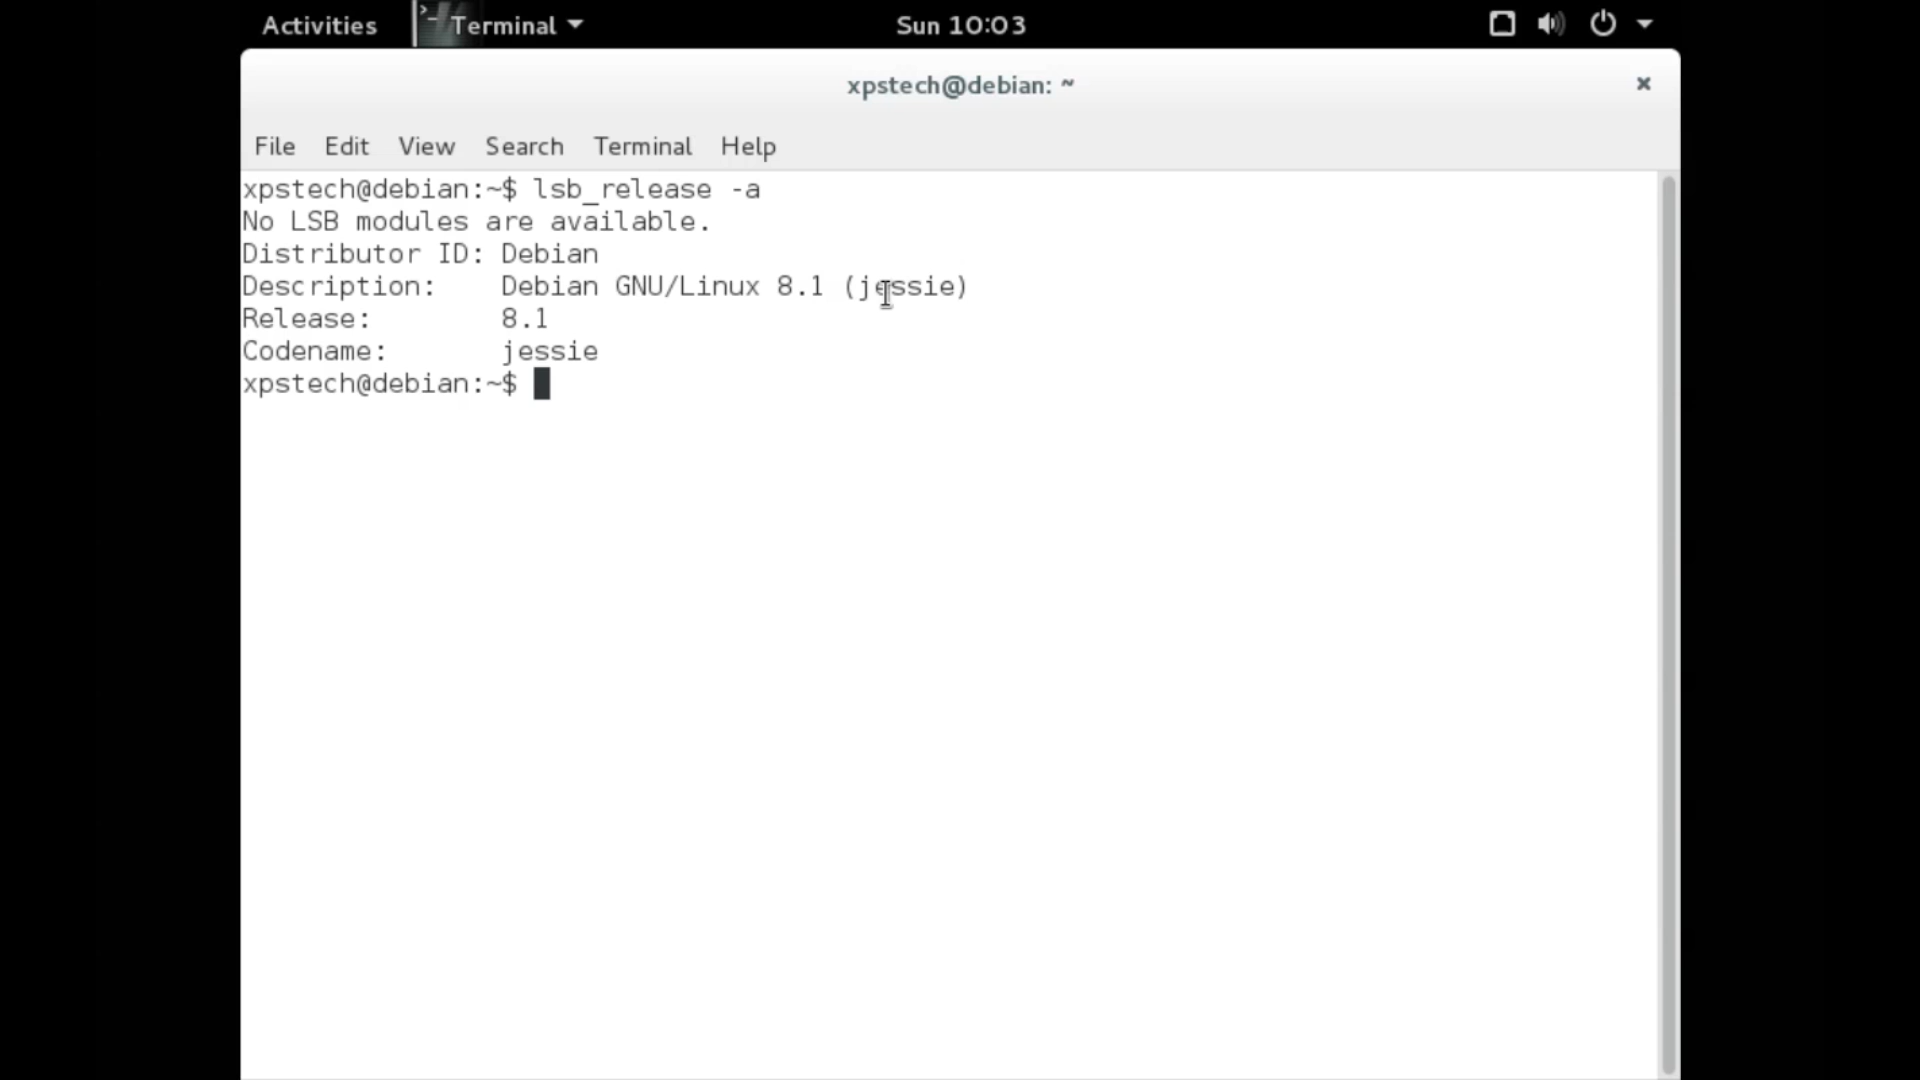 Activities Terminal Sun 10:03
xpstech@debian: ~
File Edit View Search Terminal Help
xpstech@debian:~$ lsb_release -a
No LSB modules are available.
Distributor ID: Debian
Description: Debian GNU/Linux 8.1 (jessie)
Release: 8.1
Codename: jessie
xpstech@debian:~$